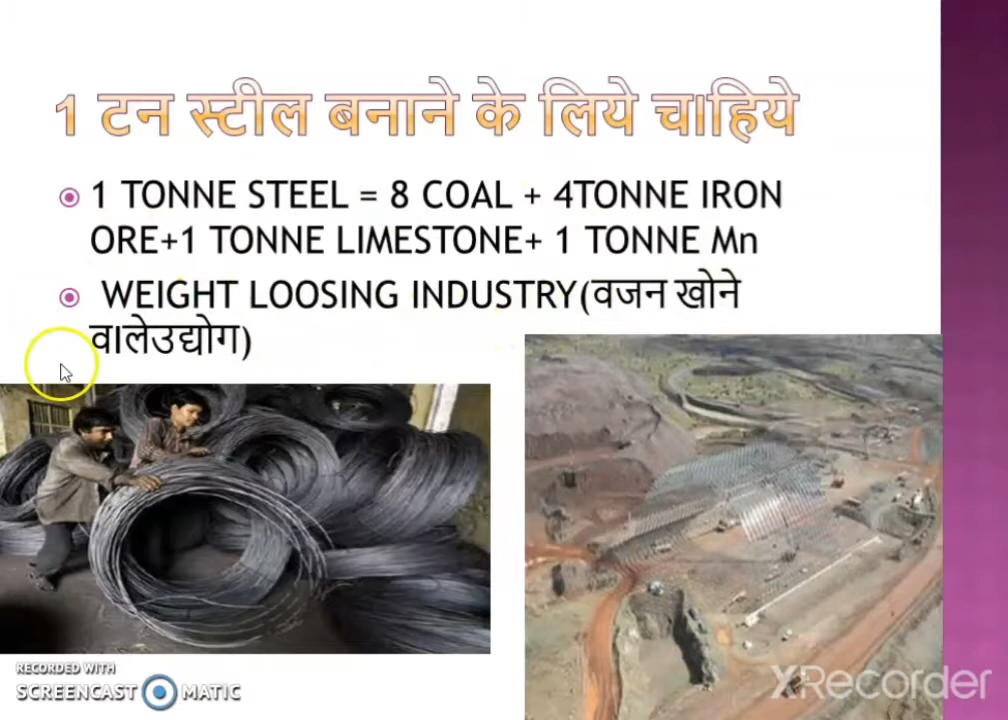 1 टन स्टील बनाने के लिये चाहिये
1 TONNE STEEL = 8 COAL + 4TONNE IRON
ORE+1 TONNE LIMESTONE+ 1 TONNE Mn
WEIGHT LOOSING INDUSTRY(वजन खोने
वालेउद्योग)
RECORDED WITH
SCREENCAST MATIC
XRecorder